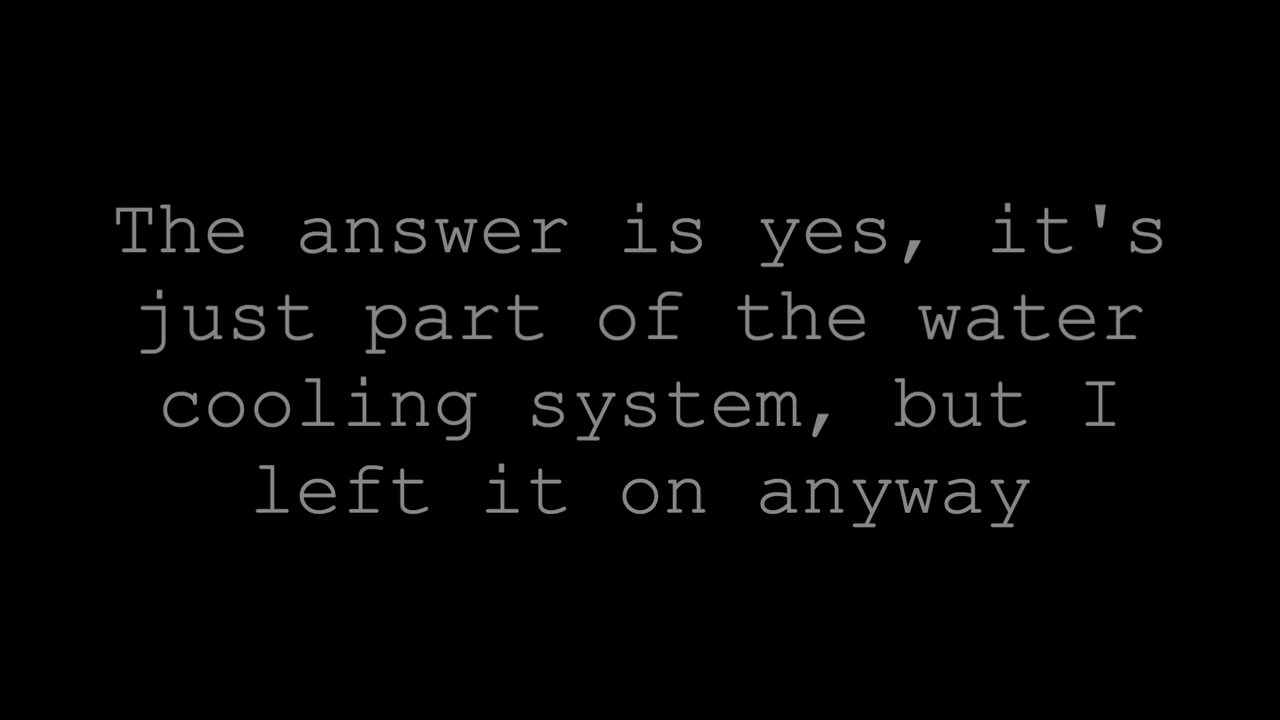 The answer is yes, it's
just part of the water
cooling system, but I
left it on anyway